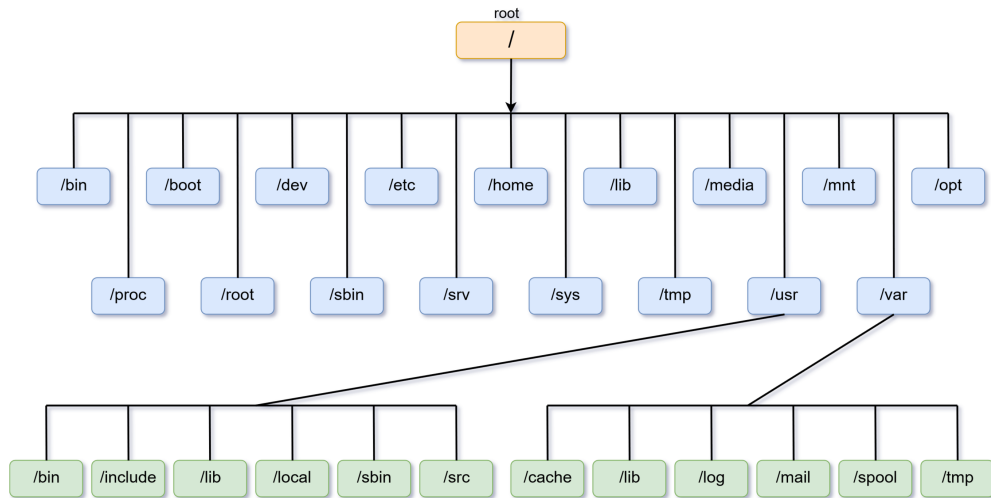 root
/
/bin /boot /dev /etc /home /lib /media /mnt /opt
/proc /root /sbin /srv /sys /tmp /usr /var
/bin /include /lib /local /sbin /src /cache /lib /log /mail /spool /tmp